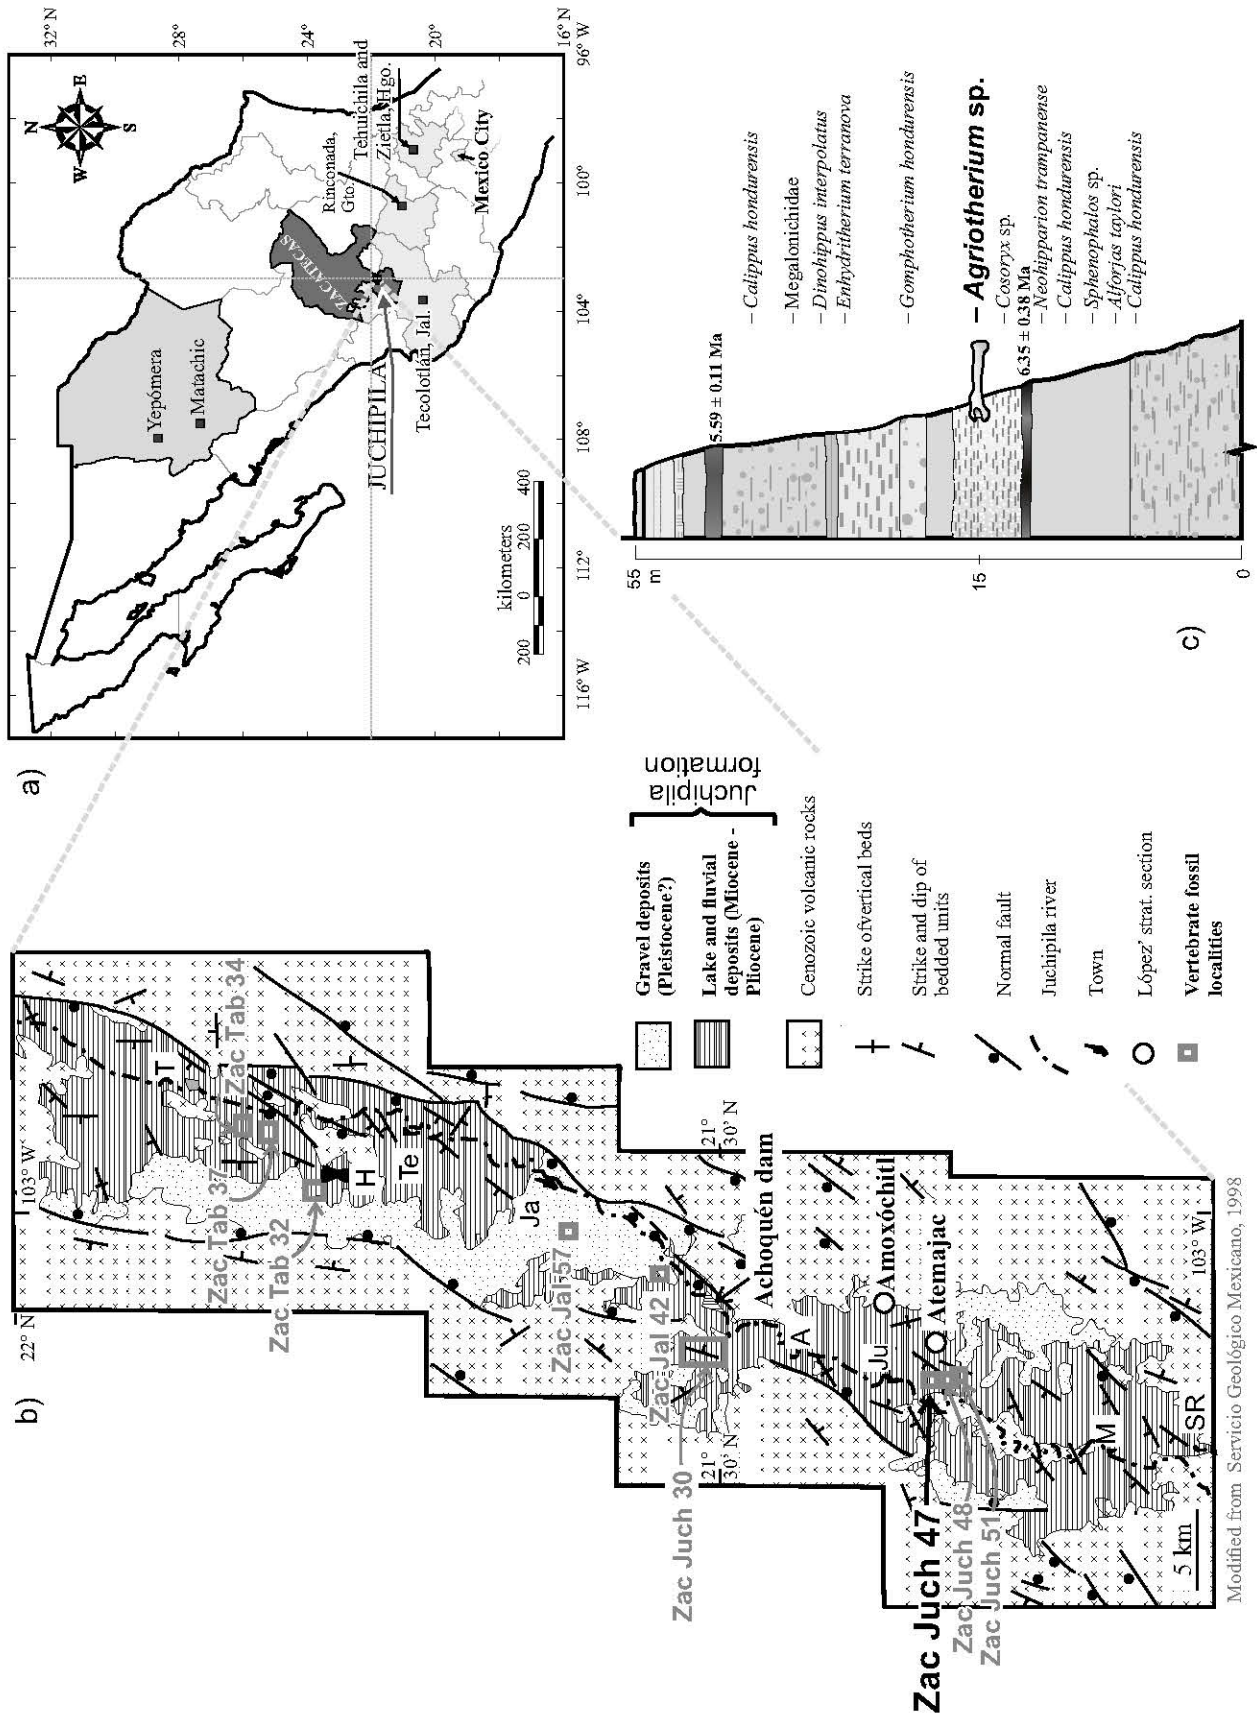 a)
N
W
E
S
32° N
28°
24°
20°
16° N
116° W
112°
108°
104°
100°
96° W
Yepómera
Matachic
ZACATECAS
Rinconada,
Gto.
Tehuichila and
Zietla, Hgo.
Mexico City
JUCHIPILA
Tecolotlán, Jal.
kilometers
200
0
200
400
b)
22° N
103° W
Zac Tab 37
Zac Tab 34
Zac Tab 32
T
H
Te
Ja
Zac Jal 57
Zac Jal 42
Zac Juch 30
21°
30' N
21°
30' N
Achoquén dam
A
Ju
Amoxóchitl
Atemajac
Zac Juch 47
Zac Juch 48
Zac Juch 51
M
SR
103° W
5 km
Modified from Servicio Geológico Mexicano, 1998
Gravel deposits
(Pleistocene?)
Lake and fluvial
deposits (Miocene -
Pliocene)
Juchipila
formation
Cenozoic volcanic rocks
Strike ofvertical beds
Strike and dip of
bedded units
Normal fault
Juchipila river
Town
López' strat. section
Vertebrate fossil
localities
c)
55
m
15
0
5.59 ± 0.11 Ma
6.35 ± 0.38 Ma
– Calippus hondurensis
– Megalonichidae
– Dinohippus interpolatus
– Enhydritherium terranova
– Gomphotherium hondurensis
– Agriotherium sp.
– Cosoryx sp.
– Neohipparion trampanense
– Calippus hondurensis
– Sphenophalos sp.
– Alforjas taylori
– Calippus hondurensis